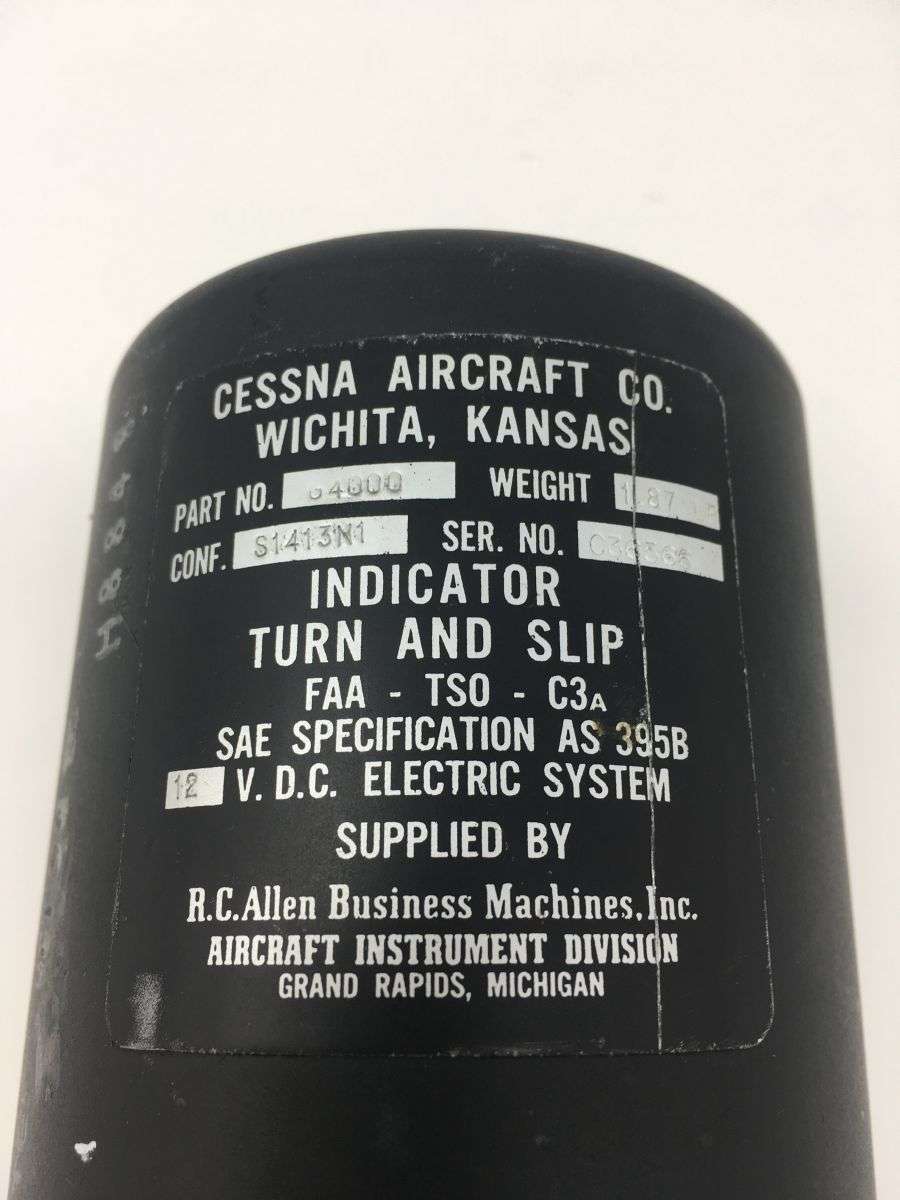 CESSNA AIRCRAFT CO.
WICHITA, KANSAS
PART NO. WEIGHT
CONF. S1413N1 SER. NO.
INDICATOR
TURN AND SLIP
FAA - TSO - C3A
SAE SPECIFICATION AS 395B
12 V. D.C. ELECTRIC SYSTEM
SUPPLIED BY
R.C.Allen Business Machines, Inc.
AIRCRAFT INSTRUMENT DIVISION
GRAND RAPIDS, MICHIGAN